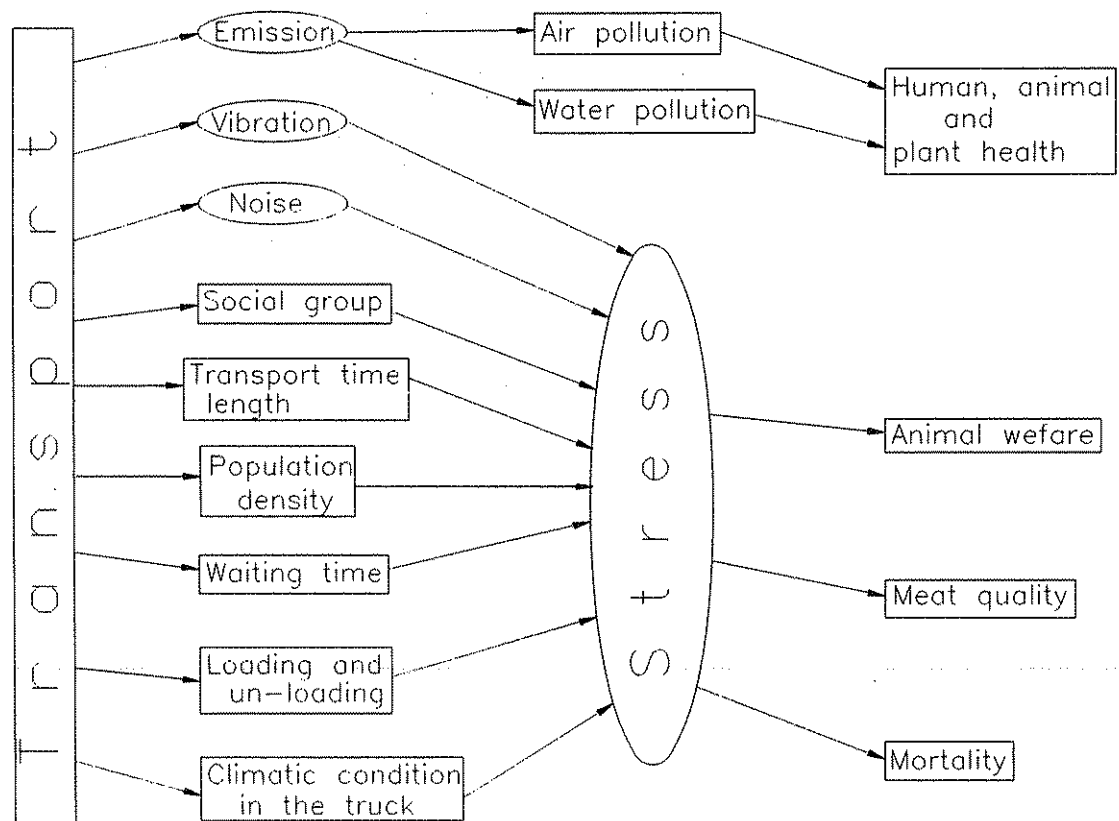 Transport
Emission
Air pollution
Human, animal
and
plant health
Water pollution
Vibration
Noise
Social group
Transport time
length
Population
density
Waiting time
Loading and
un-loading
Climatic condition
in the truck
Stress
Animal wefare
Meat quality
Mortality